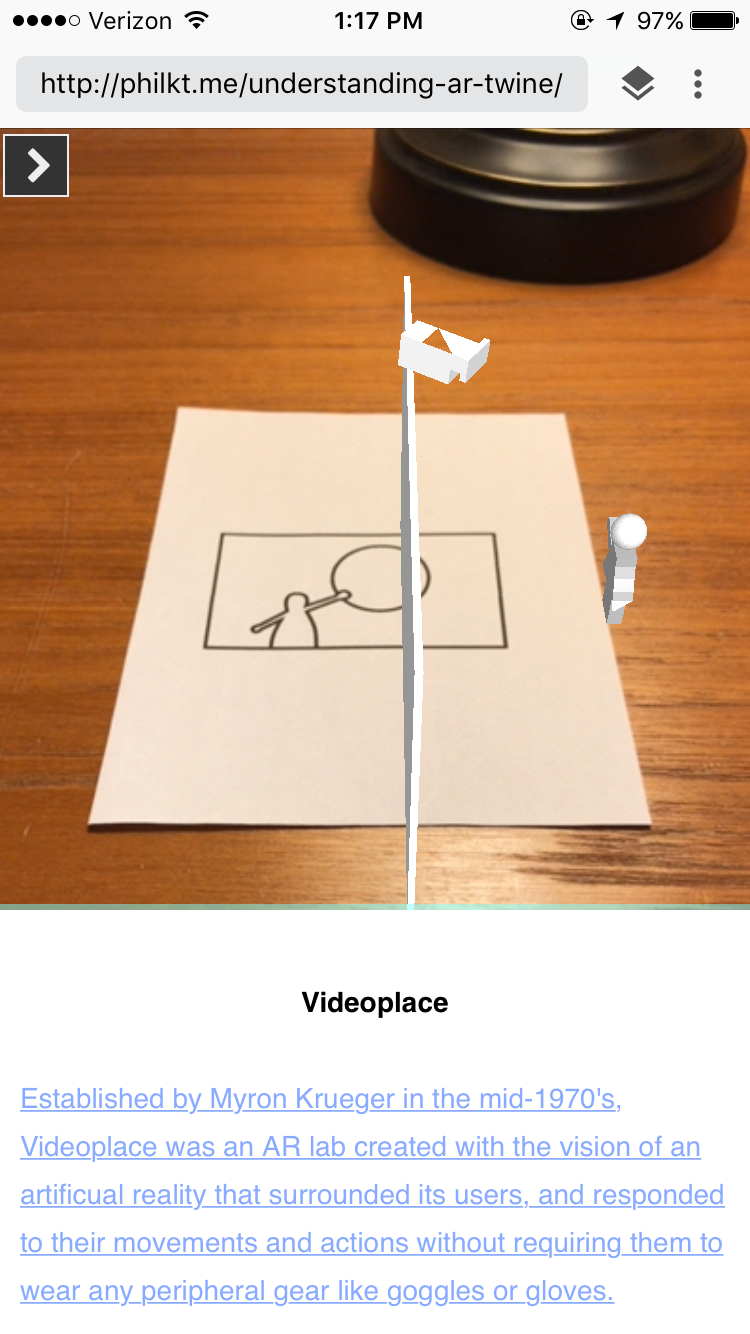 Verizon 1:17 PM 97%
http://philkt.me/understanding-ar-twine/
Videoplace
Established by Myron Krueger in the mid-1970's,
Videoplace was an AR lab created with the vision of an
artificual reality that surrounded its users, and responded
to their movements and actions without requiring them to
wear any peripheral gear like goggles or gloves.